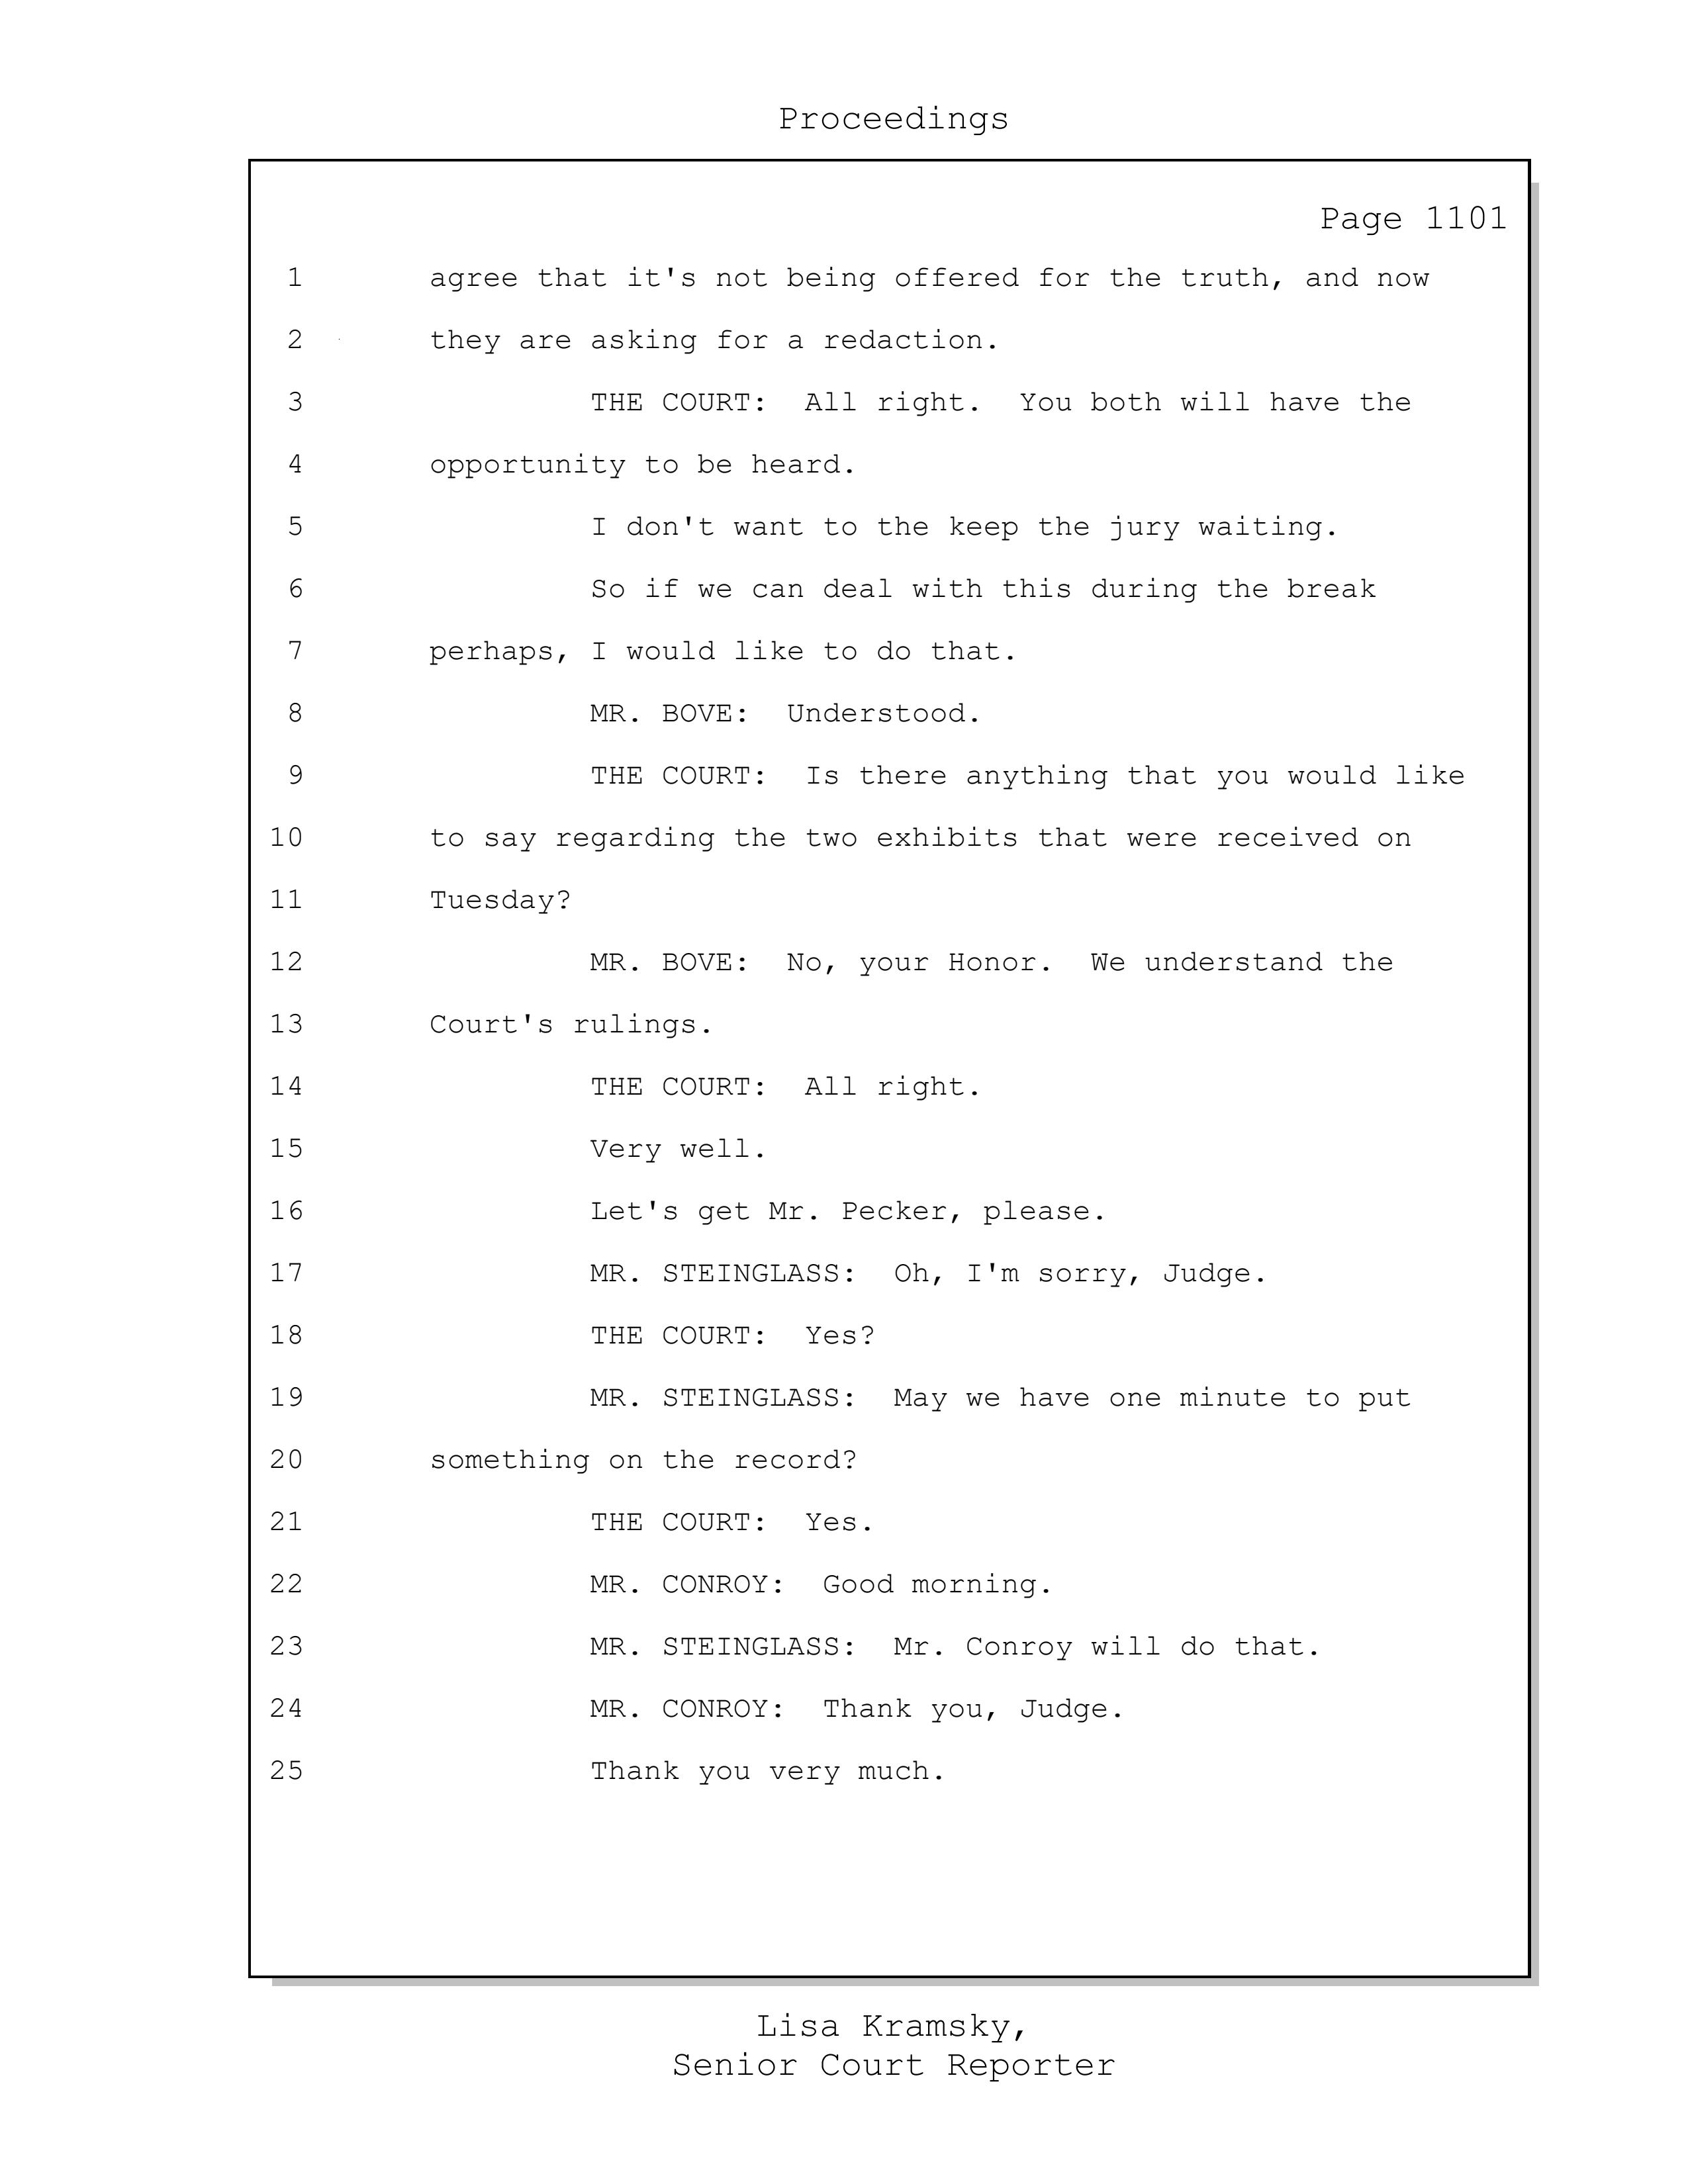 Proceedings
Page 1101
1 agree that it's not being offered for the truth, and now
2 they are asking for a redaction.
3 THE COURT: All right. You both will have the
4 opportunity to be heard.
5 I don't want to the keep the jury waiting.
6 So if we can deal with this during the break
7 perhaps, I would like to do that.
8 MR. BOVE: Understood.
9 THE COURT: Is there anything that you would like
10 to say regarding the two exhibits that were received on
11 Tuesday?
12 MR. BOVE: No, your Honor. We understand the
13 Court's rulings.
14 THE COURT: All right.
15 Very well.
16 Let's get Mr. Pecker, please.
17 MR. STEINGLASS: Oh, I'm sorry, Judge.
18 THE COURT: Yes?
19 MR. STEINGLASS: May we have one minute to put
20 something on the record?
21 THE COURT: Yes.
22 MR. CONROY: Good morning.
23 MR. STEINGLASS: Mr. Conroy will do that.
24 MR. CONROY: Thank you, Judge.
25 Thank you very much.
Lisa Kramsky,
Senior Court Reporter